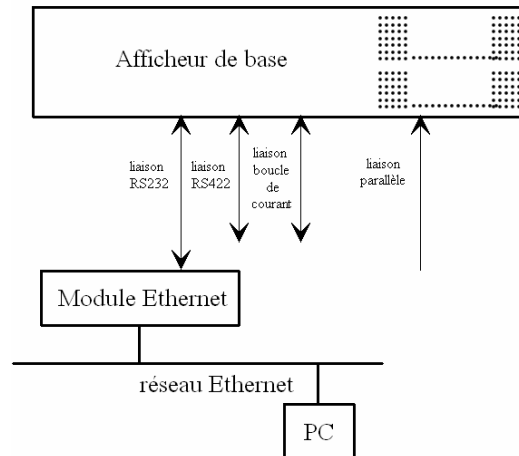 Afficheur de base
liaison
RS232
liaison
RS422
liaison
boucle
de
courant
liaison
parallèle
Module Ethernet
réseau Ethernet
PC